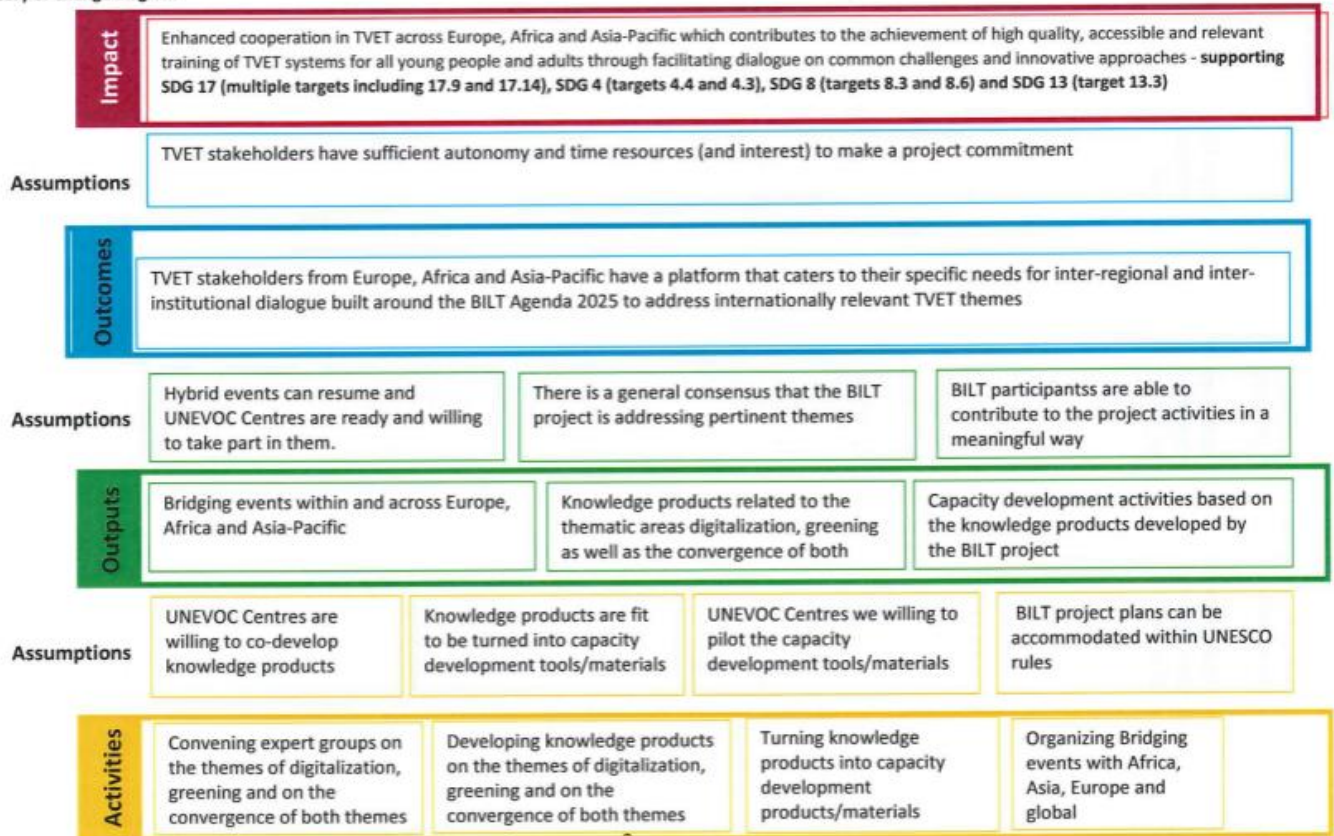 Impact
Enhanced cooperation in TVET across Europe, Africa and Asia-Pacific which contributes to the achievement of high quality, accessible and relevant
training of TVET systems for all young people and adults through facilitating dialogue on common challenges and innovative approaches - supporting
SDG 17 (multiple targets including 17.9 and 17.14), SDG 4 (targets 4.4 and 4.3), SDG 8 (targets 8.3 and 8.6) and SDG 13 (target 13.3)
Assumptions
TVET stakeholders have sufficient autonomy and time resources (and interest) to make a project commitment
Outcomes
TVET stakeholders from Europe, Africa and Asia-Pacific have a platform that caters to their specific needs for inter-regional and inter-
institutional dialogue built around the BILT Agenda 2025 to address internationally relevant TVET themes
Assumptions
Hybrid events can resume and
UNEVOC Centres are ready and willing
to take part in them.
There is a general consensus that the BILT
project is addressing pertinent themes
BILT participantss are able to
contribute to the project activities in a
meaningful way
Outputs
Bridging events within and across Europe,
Africa and Asia-Pacific
Knowledge products related to the
thematic areas digitalization, greening
as well as the convergence of both
Capacity development activities based on
the knowledge products developed by
the BILT project
Assumptions
UNEVOC Centres are
willing to co-develop
knowledge products
Knowledge products are fit
to be turned into capacity
development tools/materials
UNEVOC Centres we willing to
pilot the capacity
development tools/materials
BILT project plans can be
accommodated within UNESCO
rules
Activities
Convening expert groups on
the themes of digitalization,
greening and on the
convergence of both themes
Developing knowledge products
on the themes of digitalization,
greening and on the
convergence of both themes
Turning knowledge
products into capacity
development
products/materials
Organizing Bridging
events with Africa,
Asia, Europe and
global